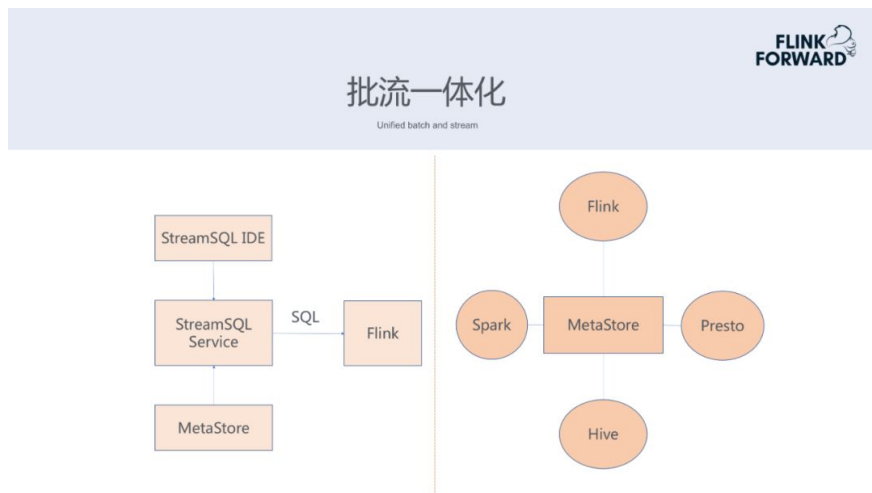 FLINK
FORWARD
批流一体化
Unified batch and stream
StreamSQL IDE
StreamSQL
Service
SQL
Flink
MetaStore
Flink
Spark
MetaStore
Presto
Hive